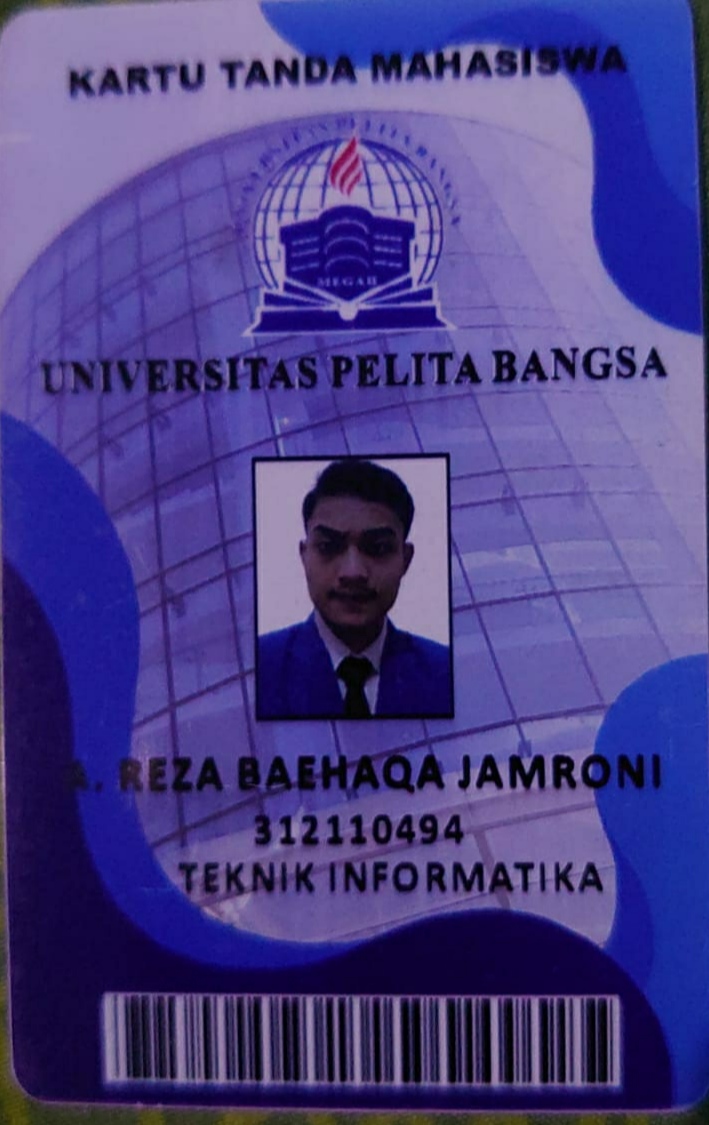 KARTU TANDA MAHASISWA
UNIVERSITAS PELITA BANGSA
MEGAH
UNIVERSITAS PELITA BANGSA
A. REZA BAEHAQA JAMRONI
312110494
TEKNIK INFORMATIKA